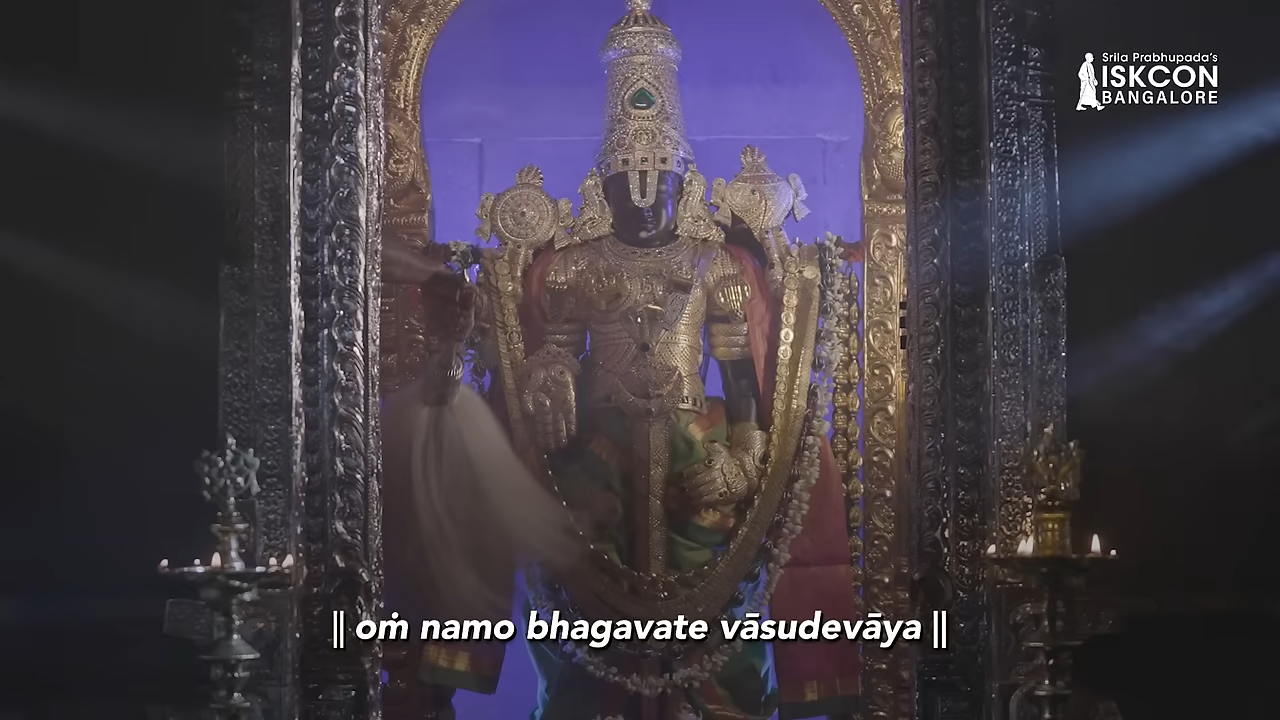 Srila Prabhupada's
ISKCON
BANGALORE
|| oṁ namo bhagavate vāsudevāya ||